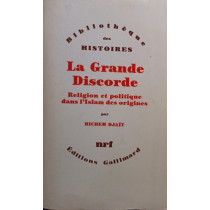 Bibliothèque
des
HISTOIRES
La Grande
Discorde
Religion et politique
dans l'Islam des origines
par
HICHEM DJAÏT
nrf
Éditions Gallimard